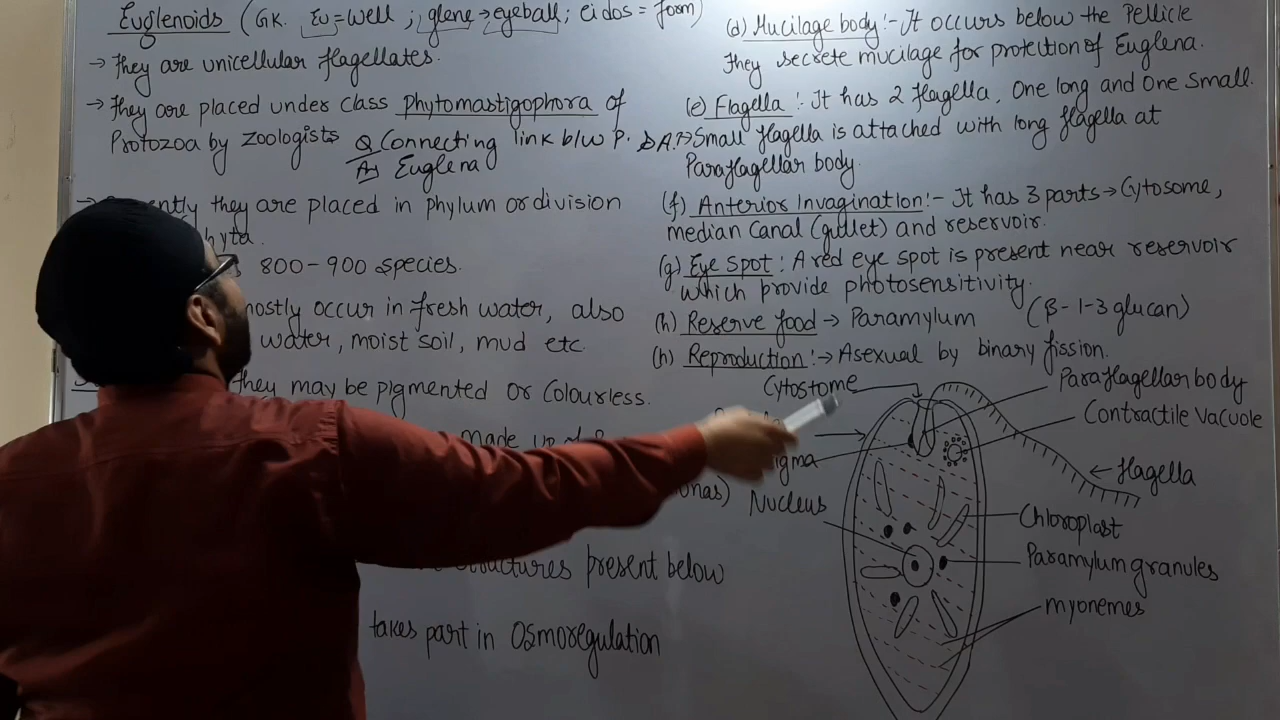 Euglenoids (GK. Eu=well ; glene→eyeball; eidos = form)
→ They are unicellular flagellates.
→ They are placed under class Phytomastigophora of
Protozoa by zoologists Q Connecting link b/w P. & A.?
A Euglena
they are placed in phylum or division
hyta.
800-900 species.
mostly occur in fresh water, also
water, moist soil, mud etc
They may be pigmented or Colourless.
made up of
structures present below
takes part in Osmoregulation
(d) Mucilage body :- It occurs below the Pellicle
They secrete mucilage for protection of Euglena.
(e) Flagella :- It has 2 flagella, One long and One Small.
→ Small flagella is attached with long flagella at
Paraflagellar body.
(f) Anterior Invagination :- It has 3 parts → Cytosome,
median Canal (gullet) and reservoir.
(g) Eye Spot : A red eye spot is present near reservoir
which provide photosensitivity.
(h) Reserve food → Paramylum (β-1-3 glucan)
(h) Reproduction :→ Asexual by binary fission.
Cytostome
Paraflagellar body
Contractile Vacuole
gma
← flagella
onas)
Nucleus
Chloroplast
Paramylum granules
myonemes